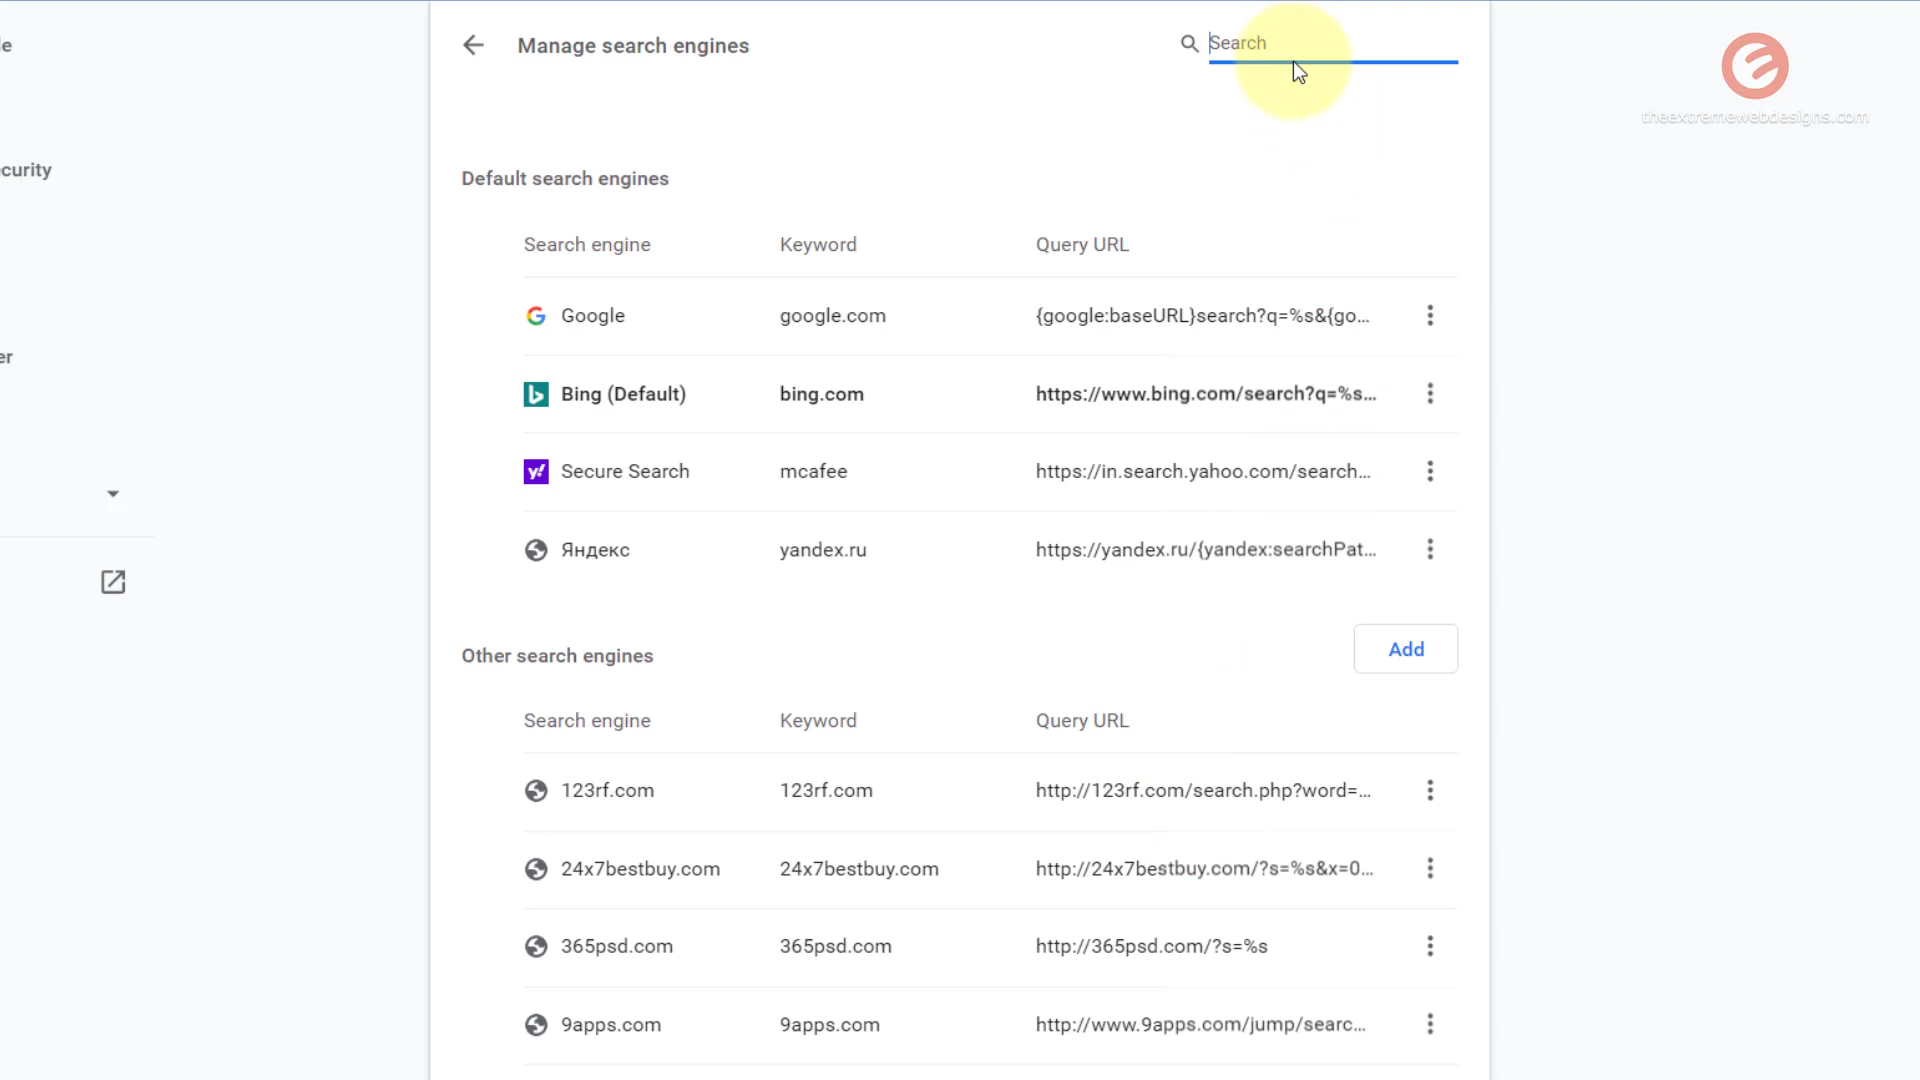 e
Manage search engines
Search
theextremewebdesigns.com
curity
Default search engines
Search engine Keyword Query URL
Google google.com {google:baseURL}search?q=%s&{go...
er
Bing (Default) bing.com https://www.bing.com/search?q=%s...
Secure Search mcafee https://in.search.yahoo.com/search...
Яндекс yandex.ru https://yandex.ru/{yandex:searchPat...
Other search engines
Add
Search engine Keyword Query URL
123rf.com 123rf.com http://123rf.com/search.php?word=...
24x7bestbuy.com 24x7bestbuy.com http://24x7bestbuy.com/?s=%s&x=0...
365psd.com 365psd.com http://365psd.com/?s=%s
9apps.com 9apps.com http://www.9apps.com/jump/searc...